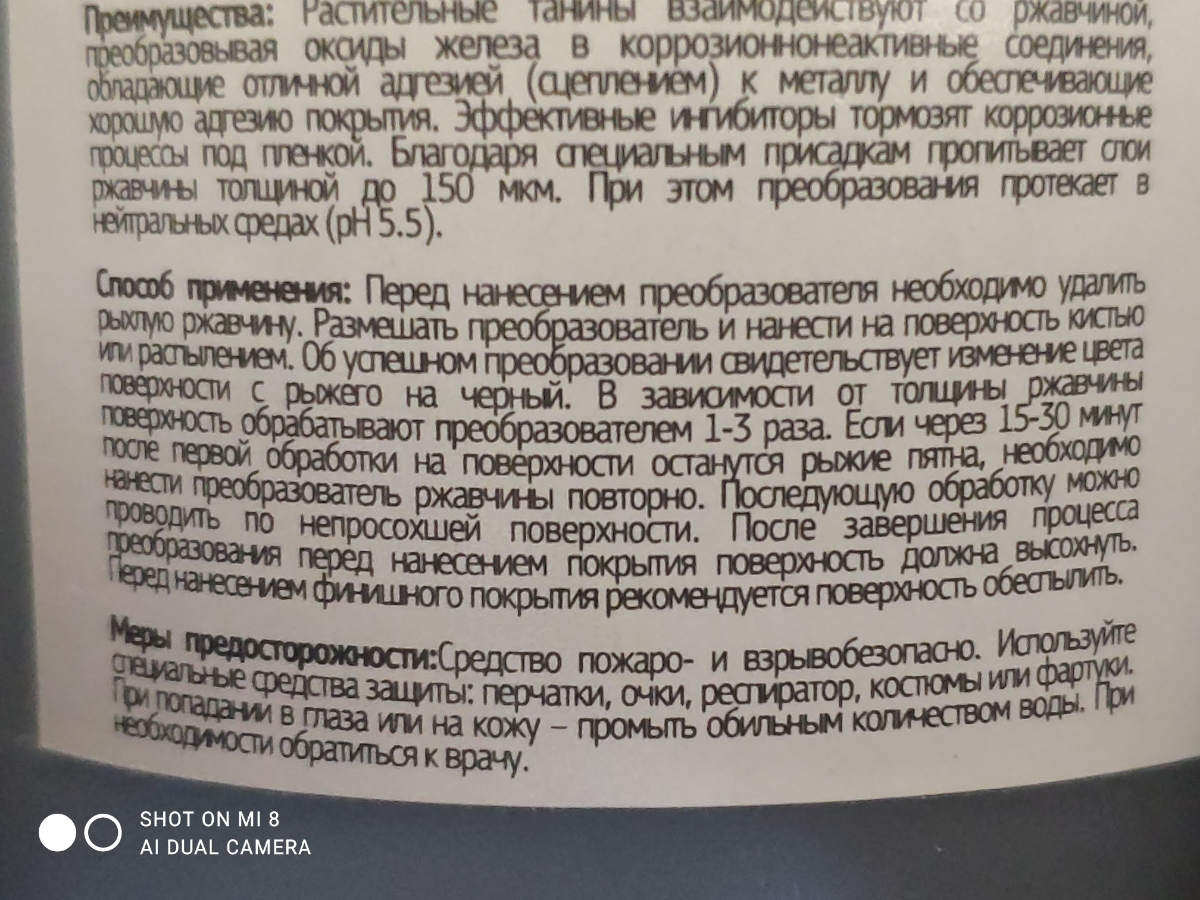 Преимущества: Растительные танины взаимодействуют со ржавчиной,
преобразовывая оксиды железа в коррозионнонеактивные соединения,
обладающие отличной адгезией (сцеплением) к металлу и обеспечивающие
хорошую адгезию покрытия. Эффективные ингибиторы тормозят коррозионные
процессы под пленкой. Благодаря специальным присадкам пропитывает слои
ржавчины толщиной до 150 мкм. При этом преобразования протекает в
нейтральных средах (pH 5.5).
Способ применения: Перед нанесением преобразователя необходимо удалить
рыхлую ржавчину. Размешать преобразователь и нанести на поверхность кистью
или распылением. Об успешном преобразовании свидетельствует изменение цвета
поверхности с рыжего на черный. В зависимости от толщины ржавчины
поверхность обрабатывают преобразователем 1-3 раза. Если через 15-30 минут
после первой обработки на поверхности останутся рыжие пятна, необходимо
нанести преобразователь ржавчины повторно. Последующую обработку можно
проводить по непросохшей поверхности. После завершения процесса
преобразования перед нанесением покрытия поверхность должна высохнуть.
Перед нанесением финишного покрытия рекомендуется поверхность обеспылить.
Меры предосторожности:Средство пожаро- и взрывобезопасно. Используйте
специальные средства защиты: перчатки, очки, респиратор, костюмы или фартуки.
При попадании в глаза или на кожу – промыть обильным количеством воды. При
необходимости обратиться к врачу.
SHOT ON MI 8
AI DUAL CAMERA